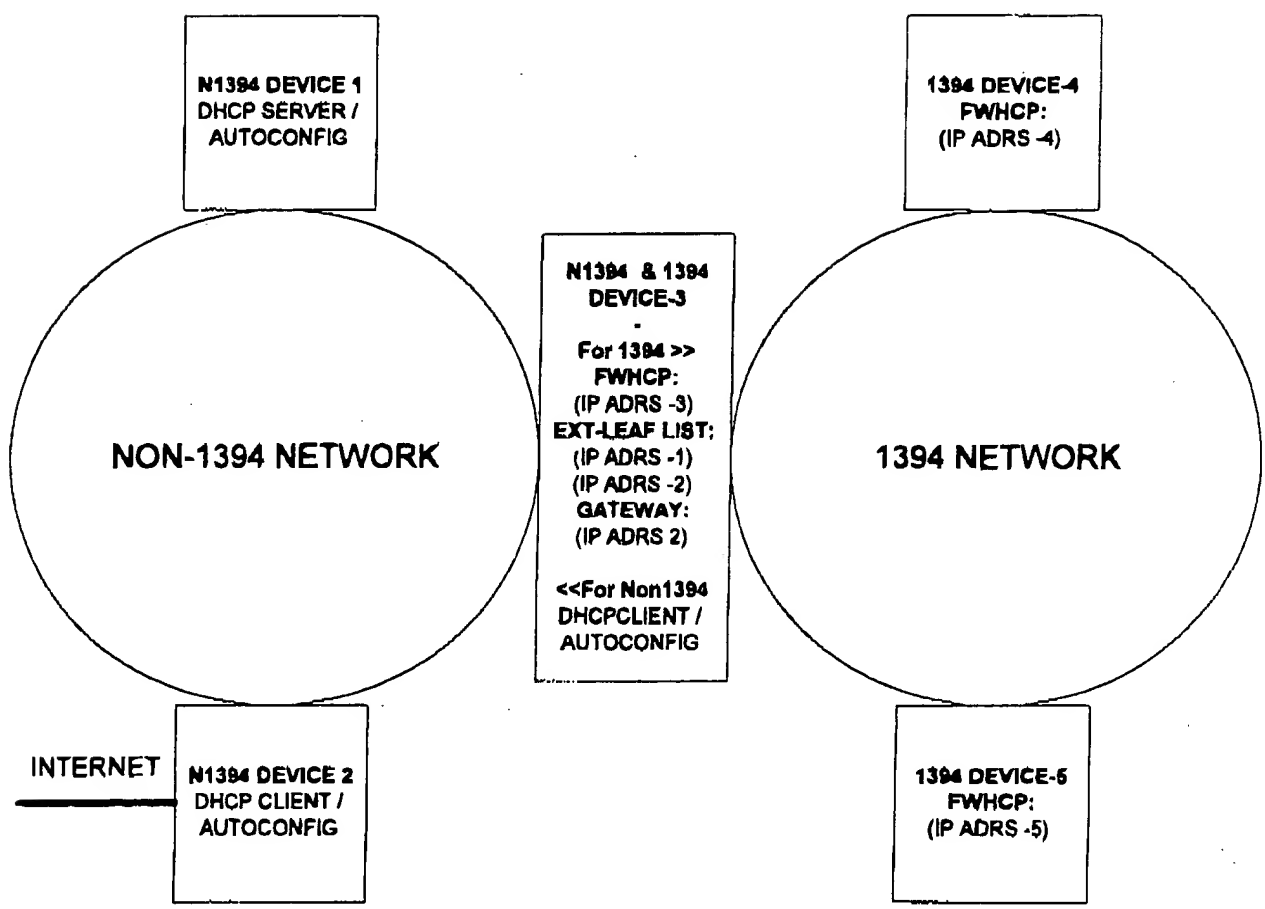 N1394 DEVICE 1
DHCP SERVER /
AUTOCONFIG
1394 DEVICE-4
FWHCP:
(IP ADRS -4)
N1394 & 1394
DEVICE-3
-
For 1394 >>
FWHCP:
(IP ADRS -3)
EXT-LEAF LIST:
(IP ADRS -1)
(IP ADRS -2)
GATEWAY:
(IP ADRS 2)
<<For Non1394
DHCPCLIENT /
AUTOCONFIG
NON-1394 NETWORK
1394 NETWORK
INTERNET
N1394 DEVICE 2
DHCP CLIENT /
AUTOCONFIG
1394 DEVICE-5
FWHCP:
(IP ADRS -5)